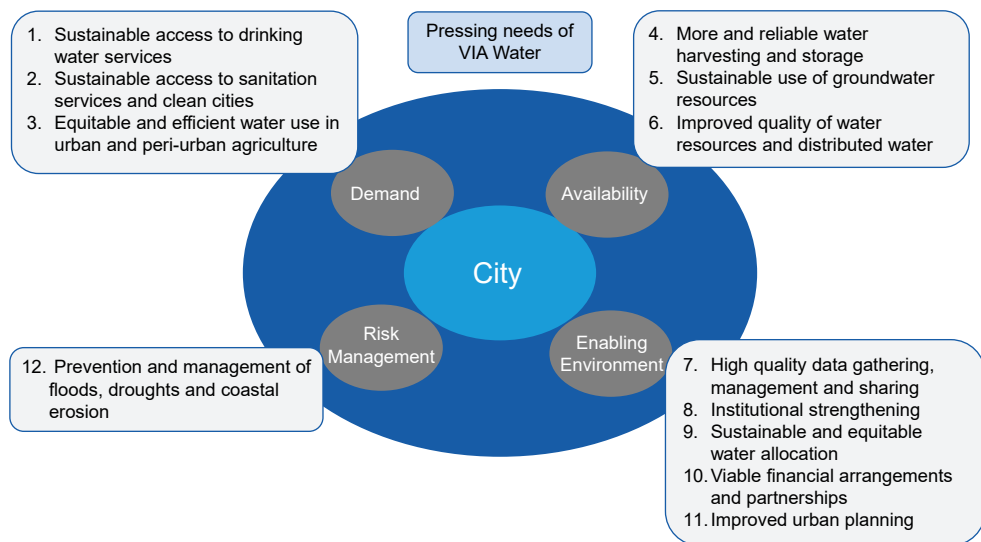 Pressing needs of
VIA Water
1. Sustainable access to drinking
water services
2. Sustainable access to sanitation
services and clean cities
3. Equitable and efficient water use in
urban and peri-urban agriculture
4. More and reliable water
harvesting and storage
5. Sustainable use of groundwater
resources
6. Improved quality of water
resources and distributed water
Demand
Availability
City
Risk
Management
Enabling
Environment
12. Prevention and management of
floods, droughts and coastal
erosion
7. High quality data gathering,
management and sharing
8. Institutional strengthening
9. Sustainable and equitable
water allocation
10. Viable financial arrangements
and partnerships
11. Improved urban planning